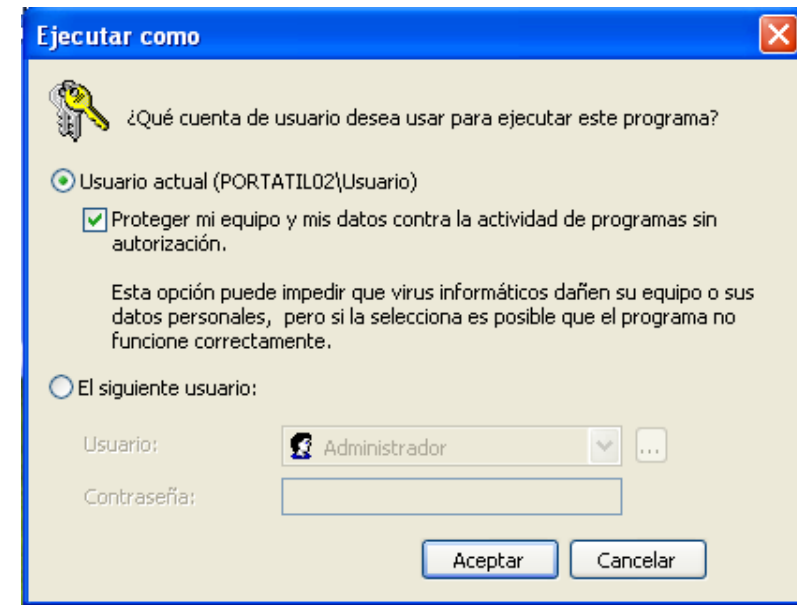 Ejecutar como
¿Qué cuenta de usuario desea usar para ejecutar este programa?
Usuario actual (PORTATIL02\Usuario)
Proteger mi equipo y mis datos contra la actividad de programas sin
autorización.
Esta opción puede impedir que virus informáticos dañen su equipo o sus
datos personales, pero si la selecciona es posible que el programa no
funcione correctamente.
El siguiente usuario:
Usuario:
Administrador
...
Contraseña:
Aceptar
Cancelar